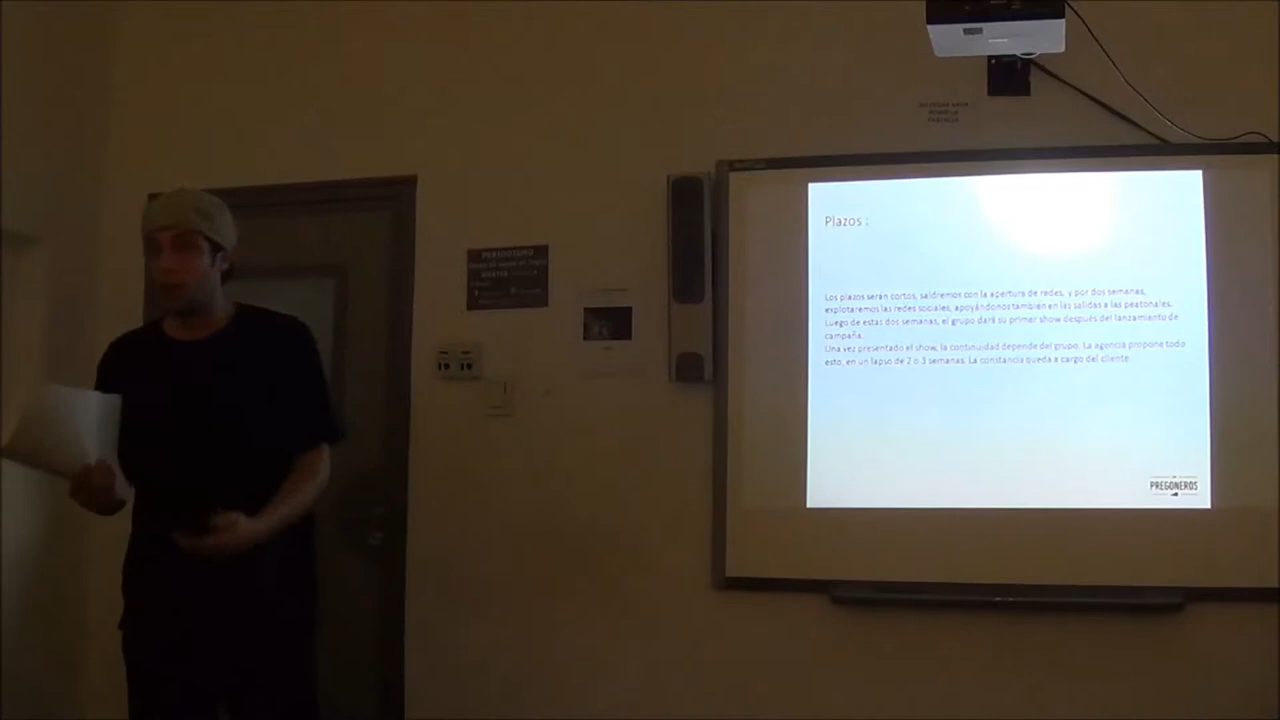 Plazos :
Los plazos serán cortos, saldremos con la apertura de redes, y por dos semanas,
explotaremos las redes sociales, apoyándonos también en las salidas a las peatonales.
Luego de estas dos semanas, el grupo dará su primer show después del lanzamiento de
campaña.
Una vez presentado el show, la continuidad depende del grupo. La agencia propone todo
esto, en un lapso de 2 o 3 semanas. La constancia queda a cargo del cliente.
PREGONEROS
PERIODISMO